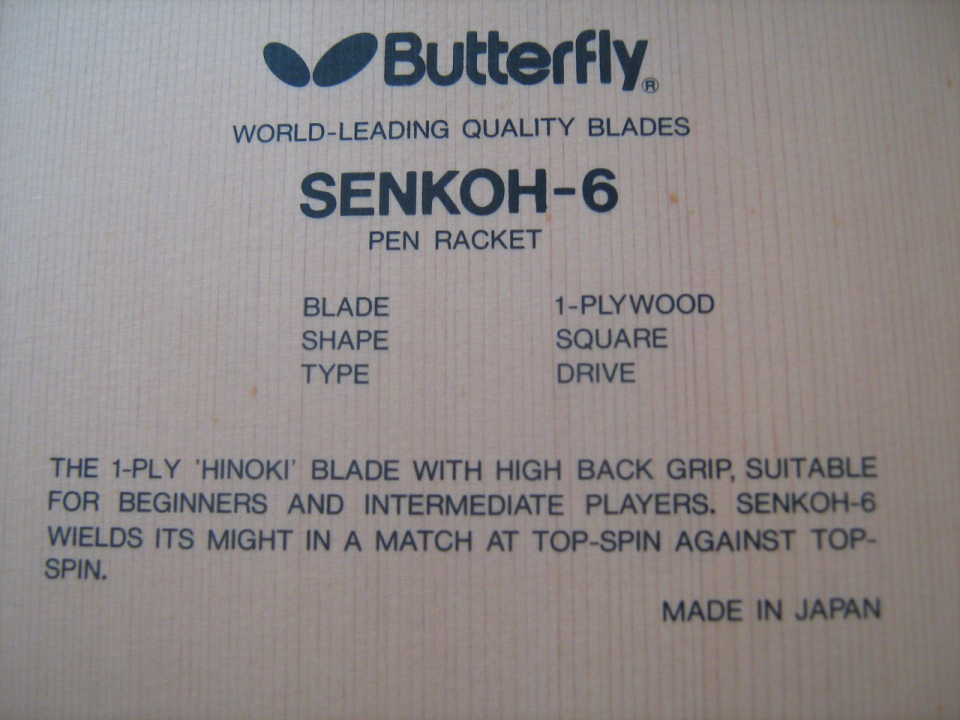 Butterfly®
WORLD-LEADING QUALITY BLADES
SENKOH-6
PEN RACKET
BLADE 1-PLYWOOD
SHAPE SQUARE
TYPE DRIVE
THE 1-PLY 'HINOKI' BLADE WITH HIGH BACK GRIP, SUITABLE
FOR BEGINNERS AND INTERMEDIATE PLAYERS. SENKOH-6
WIELDS ITS MIGHT IN A MATCH AT TOP-SPIN AGAINST TOP-
SPIN.
MADE IN JAPAN